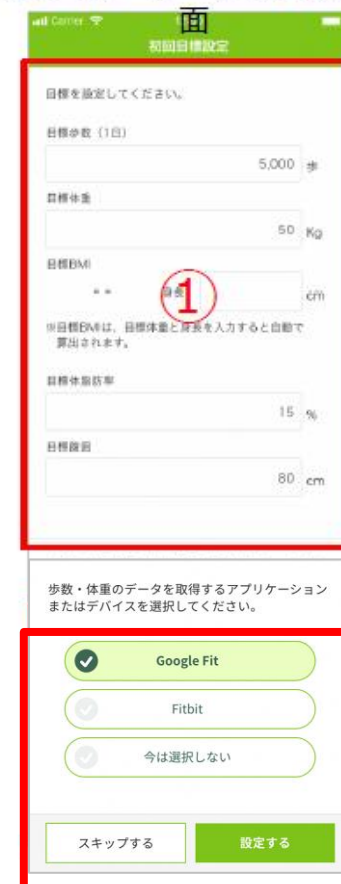 面
Carrier
初回目標設定
目標を設定してください。
目標歩数（1日）
5,000 歩
目標体重
50 Kg
目標BMI
-- 身長 cm
①
※目標BMIは、目標体重と身長を入力すると自動で
算出されます。
目標体脂肪率
15 %
目標腹囲
80 cm
歩数・体重のデータを取得するアプリケーション
またはデバイスを選択してください。
Google Fit
Fitbit
今は選択しない
スキップする 設定する